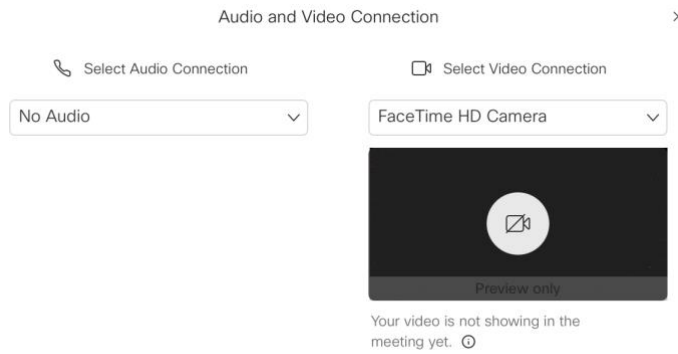 Audio and Video Connection
Select Audio Connection
Select Video Connection
No Audio
FaceTime HD Camera
Preview only
Your video is not showing in the
meeting yet.